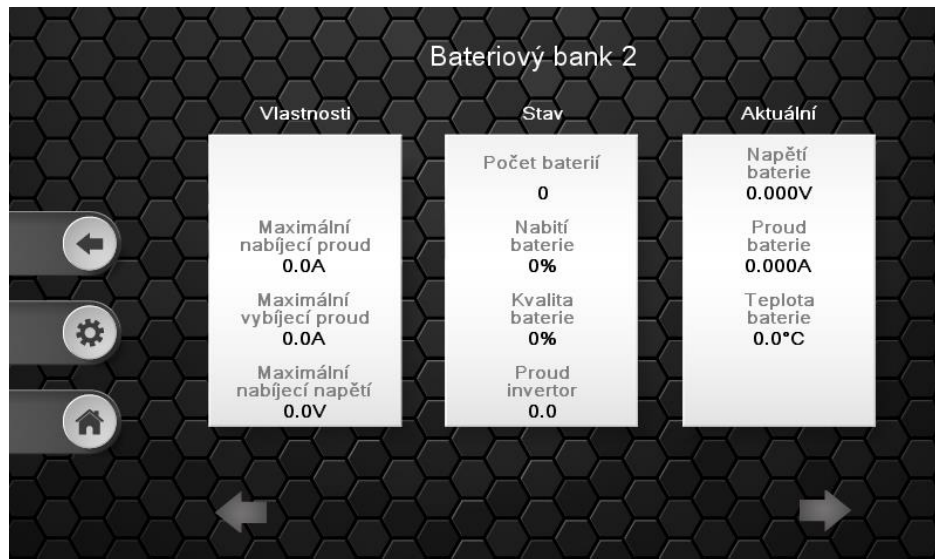 Bateriový bank 2
Vlastnosti
Maximální
nabíjecí proud
0.0A
Maximální
vybíjecí proud
0.0A
Maximální
nabíjecí napětí
0.0V
Stav
Počet baterií
0
Nabití
baterie
0%
Kvalita
baterie
0%
Proud
invertor
0.0
Aktuální
Napětí
baterie
0.000V
Proud
baterie
0.000A
Teplota
baterie
0.0°C